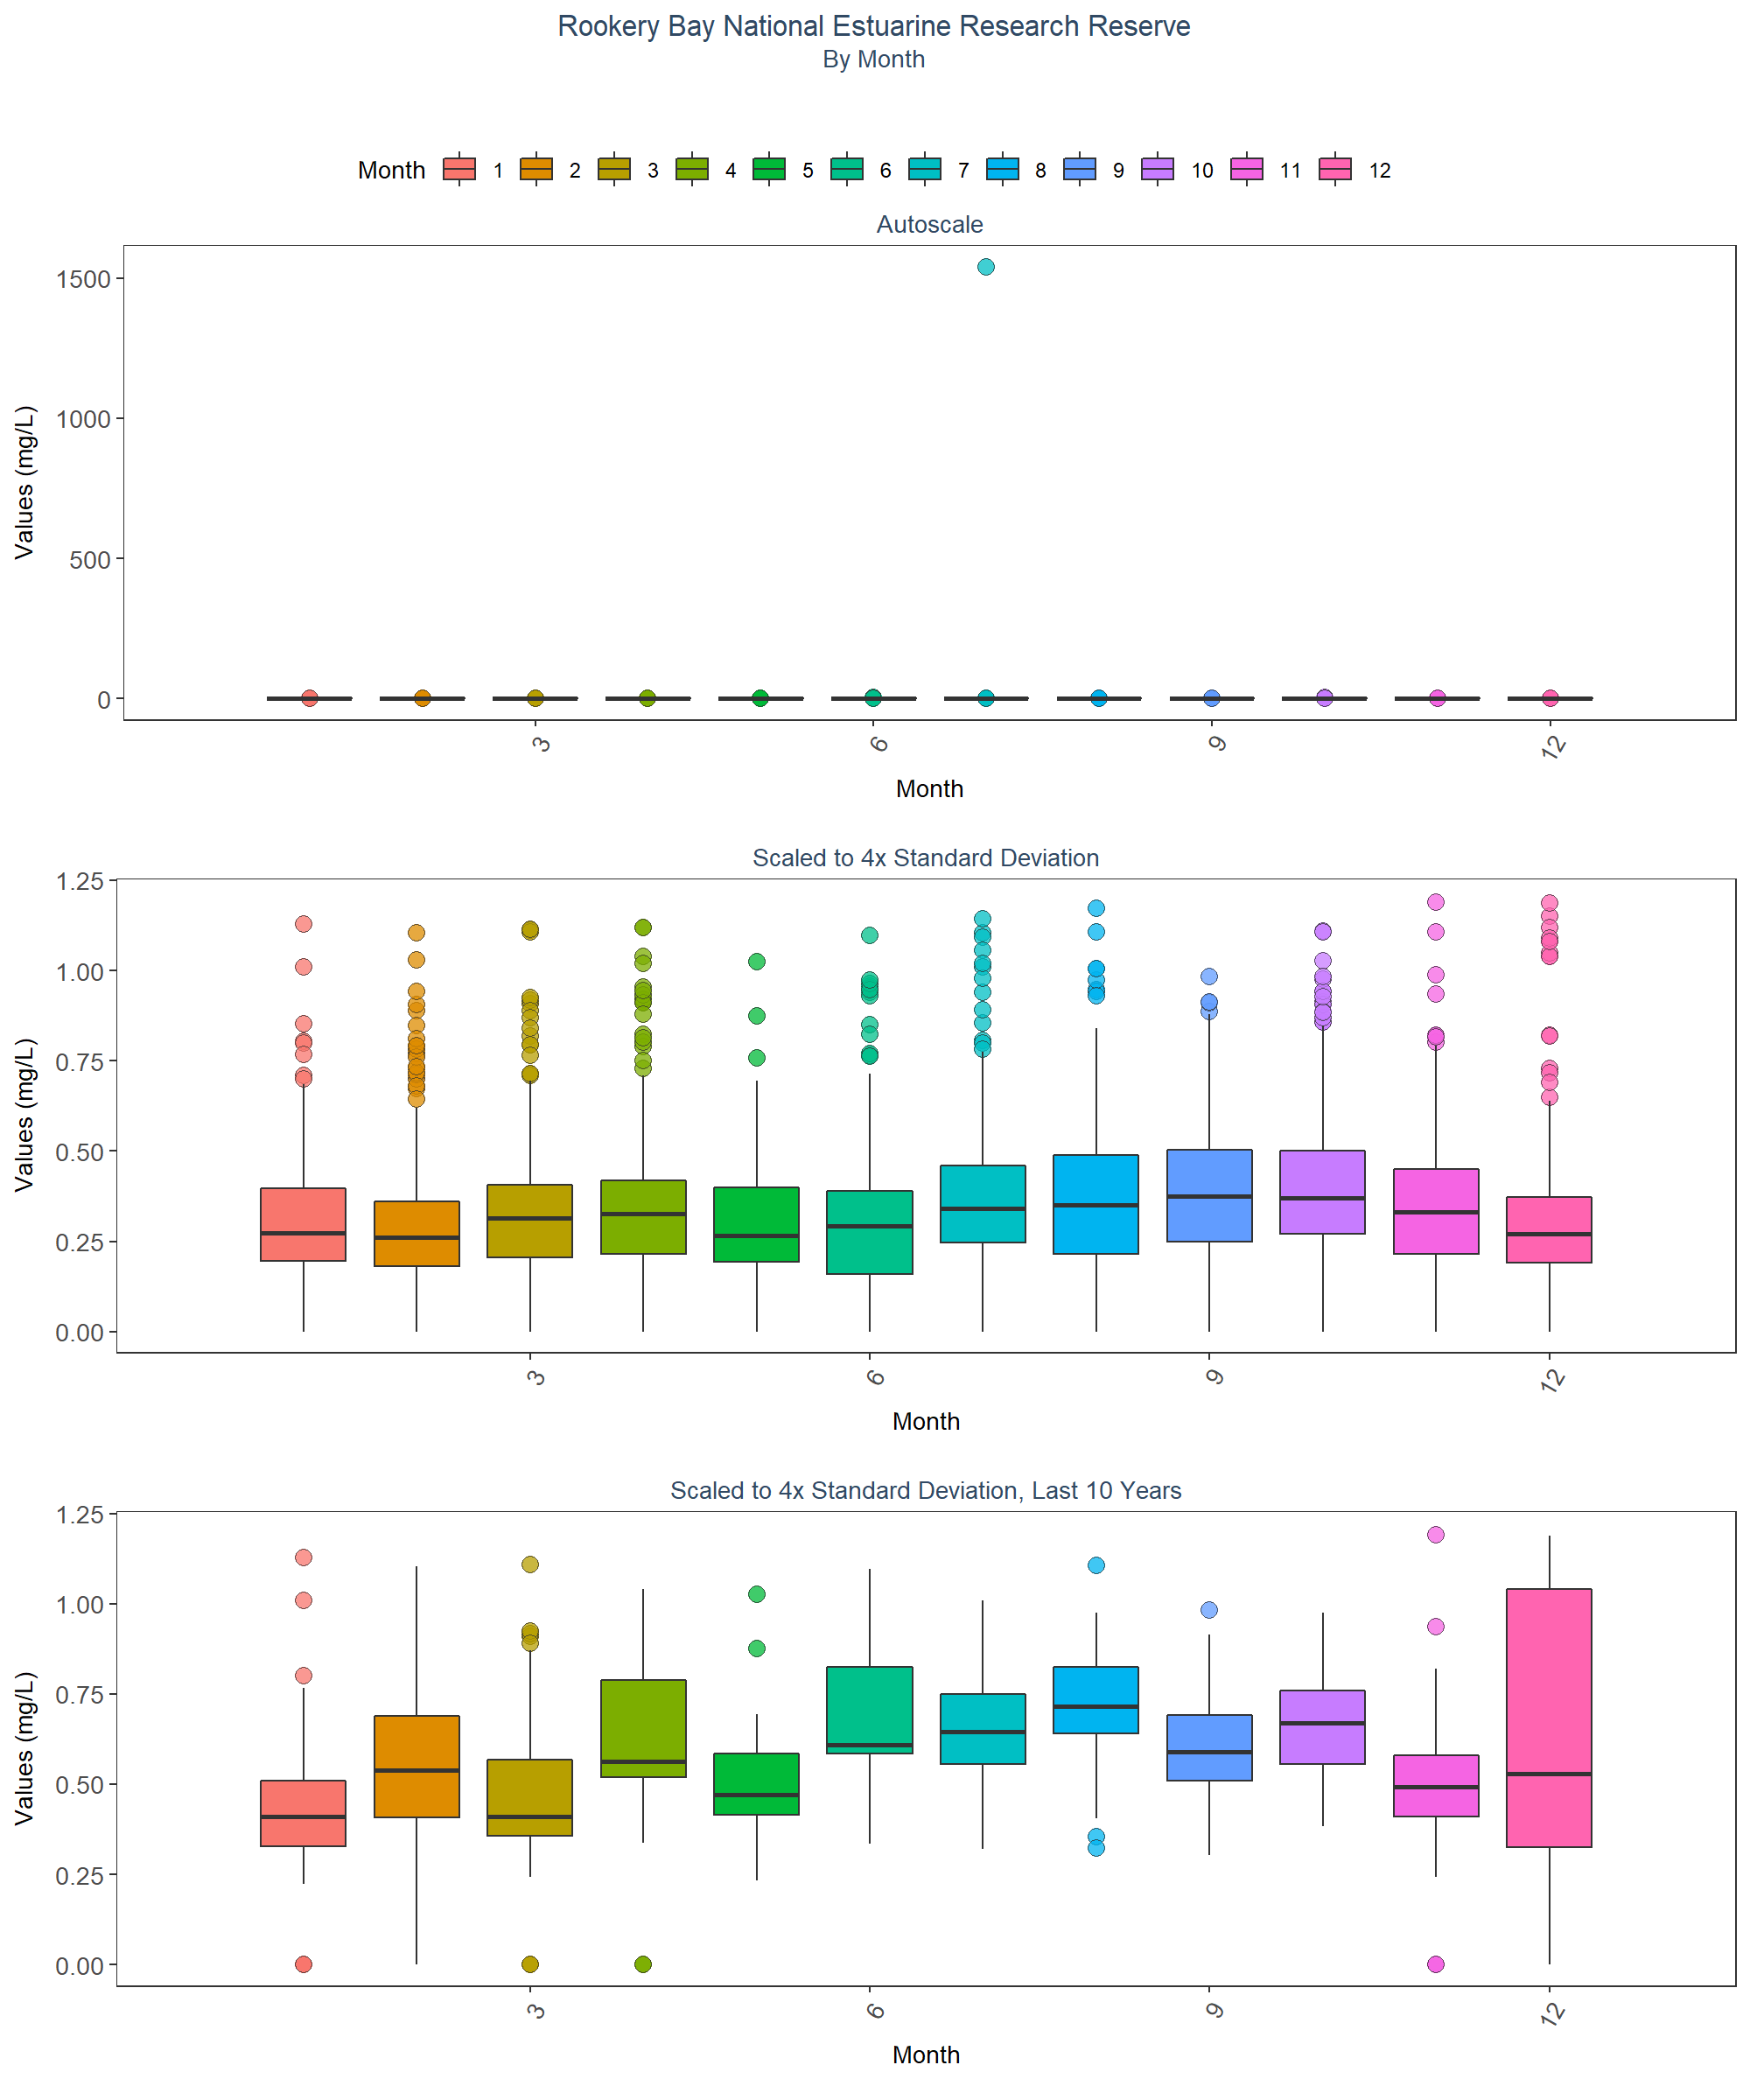 Rookery Bay National Estuarine Research Reserve
By Month
Month 1 2 3 4 5 6 7 8 9 10 11 12
Autoscale
Values (mg/L)
1500
1000
500
0
3 6 9 12
Month
Scaled to 4x Standard Deviation
Values (mg/L)
1.25
1.00
0.75
0.50
0.25
0.00
3 6 9 12
Month
Scaled to 4x Standard Deviation, Last 10 Years
Values (mg/L)
1.25
1.00
0.75
0.50
0.25
0.00
3 6 9 12
Month